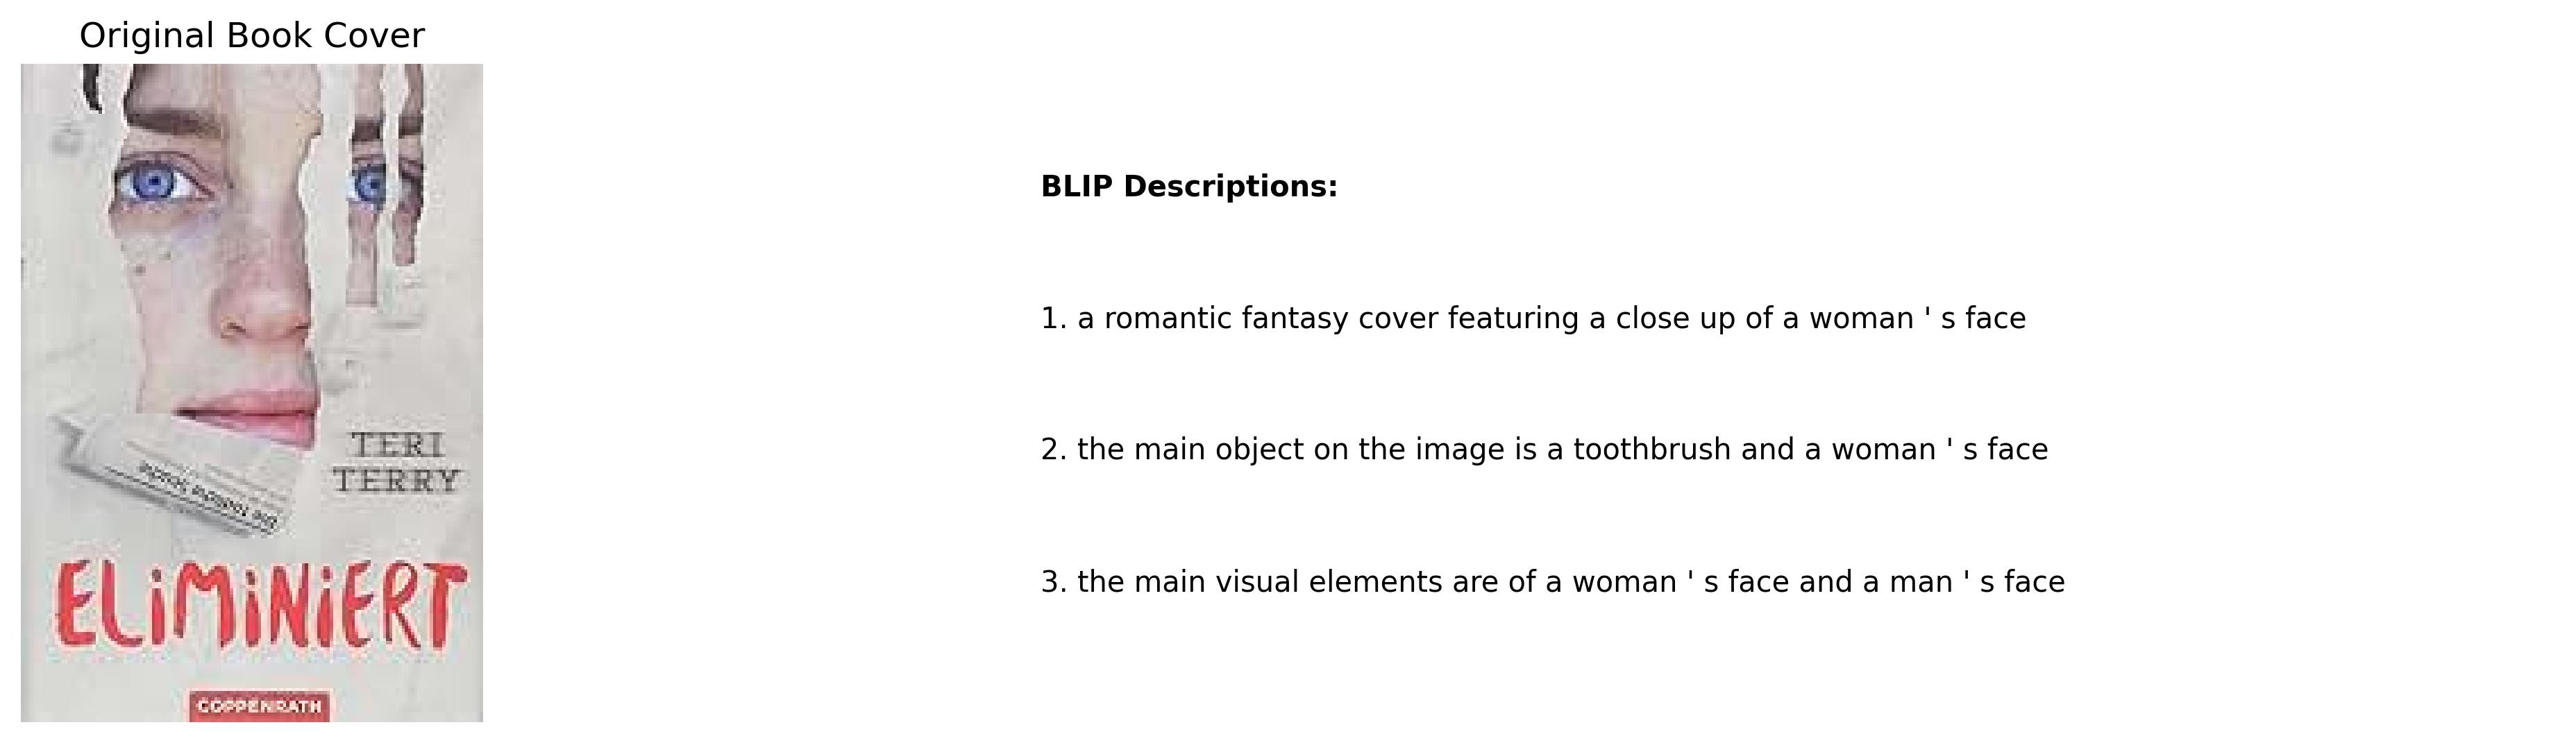 Original Book Cover
TERI
TERRY
ELiMiNiERT
COPPENRATH
BLIP Descriptions:
1. a romantic fantasy cover featuring a close up of a woman ' s face
2. the main object on the image is a toothbrush and a woman ' s face
3. the main visual elements are of a woman ' s face and a man ' s face